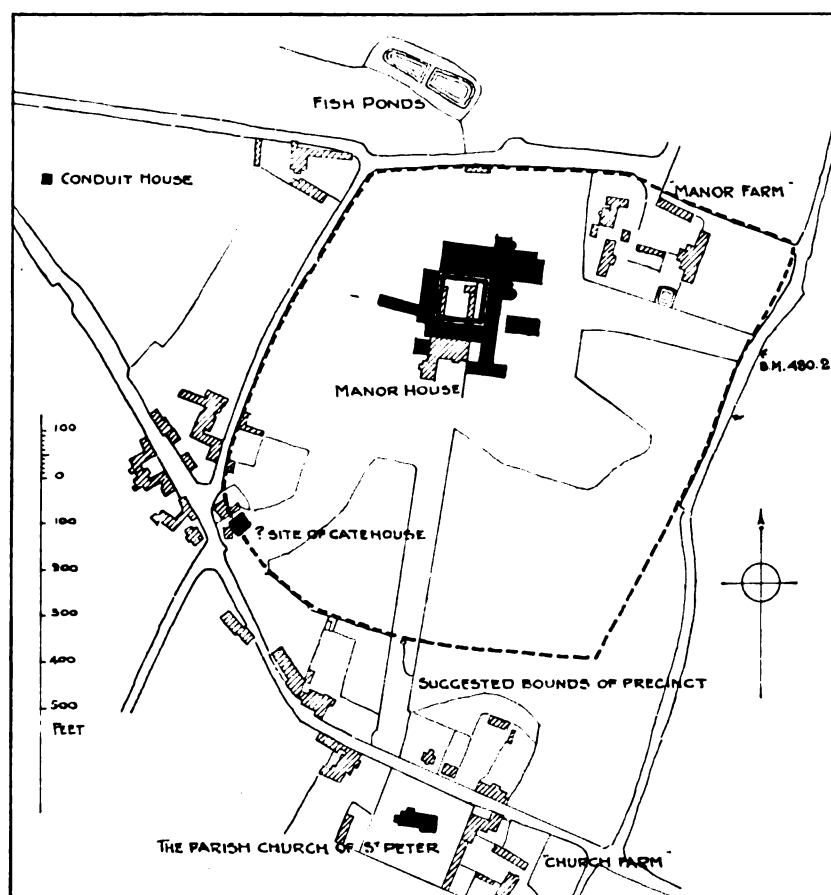 FISH PONDS
CONDUIT HOUSE
"MANOR FARM"
B.M. 480.2
MANOR HOUSE
100
0
100
200
300
400
500
FEET
? SITE OF GATEHOUSE
SUGGESTED BOUNDS OF PRECINCT
THE PARISH CHURCH OF ST PETER
"CHURCH FARM"